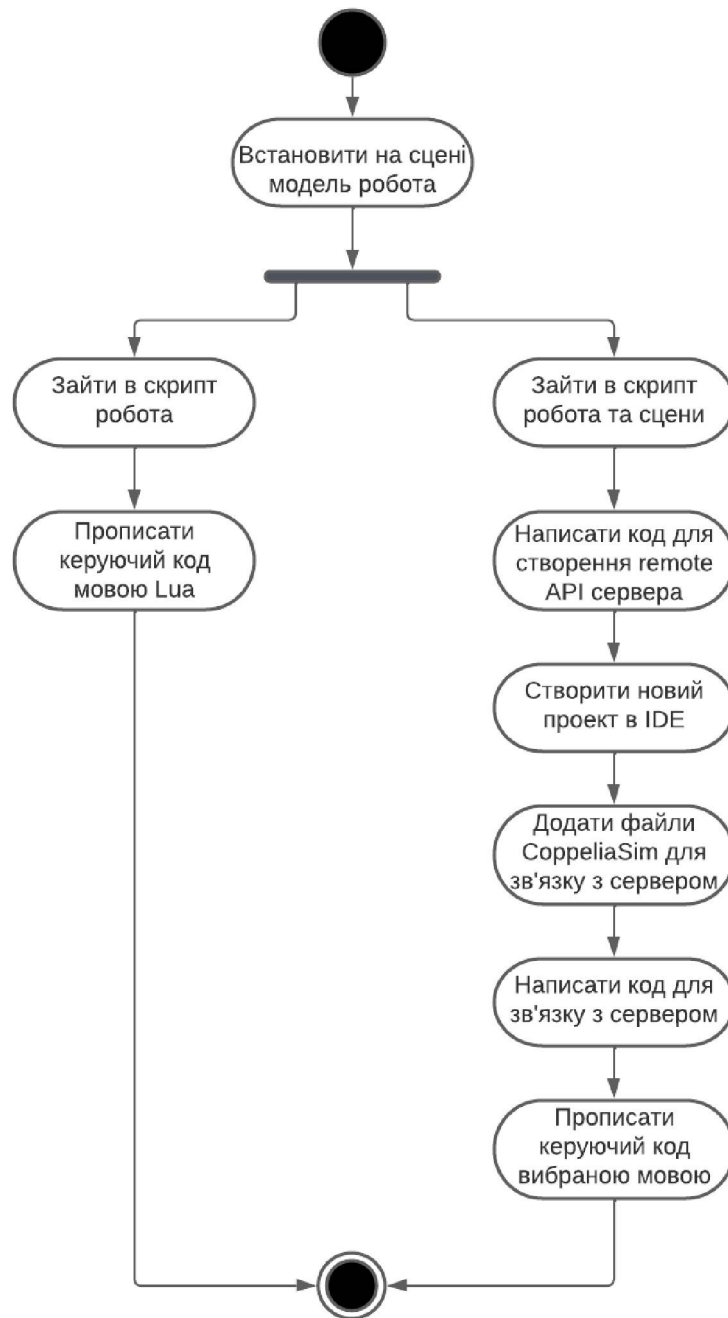 Встановити на сцені
модель робота
Зайти в скрипт
робота
Прописати
керуючий код
мовою Lua
Зайти в скрипт
робота та сцени
Написати код для
створення remote
API сервера
Створити новий
проект в IDE
Додати файли
CoppeliaSim для
зв'язку з сервером
Написати код для
зв'язку з сервером
Прописати
керуючий код
вибраною мовою